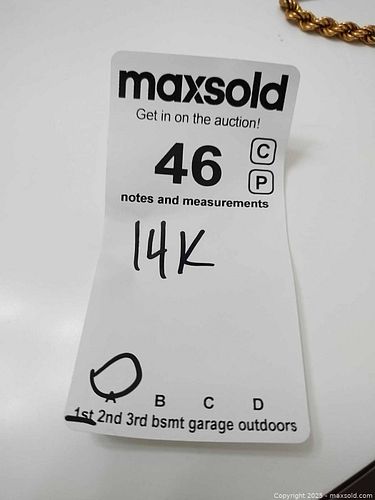 maxsold
Get in on the auction!
46 C
P
notes and measurements
14K
A B C D
1st 2nd 3rd bsmt garage outdoors
Copyright 2025 - maxsold.com